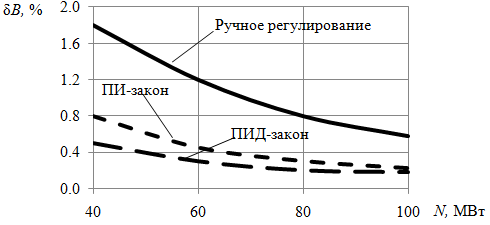 δB, %
2.0
Ручное регулирование
1.6
1.2
ПИ-закон
0.8
ПИД-закон
0.4
0.0
40 60 80 100 N, МВт